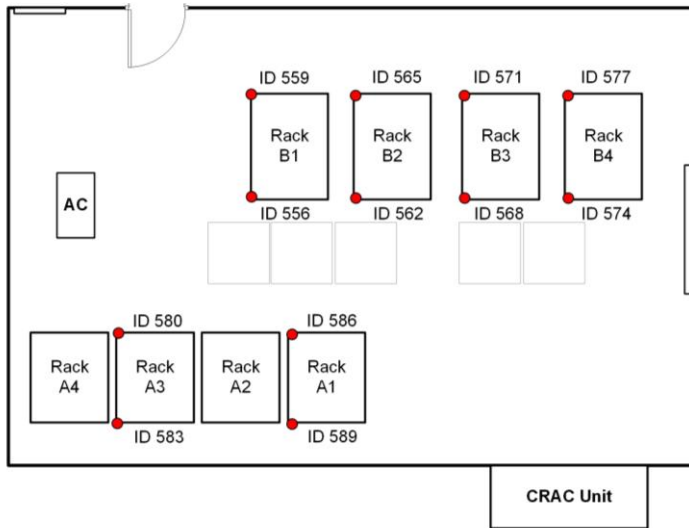 ID 559
ID 565
ID 571
ID 577
Rack
B1
Rack
B2
Rack
B3
Rack
B4
AC
ID 556
ID 562
ID 568
ID 574
ID 580
ID 586
Rack
A4
Rack
A3
Rack
A2
Rack
A1
ID 583
ID 589
CRAC Unit